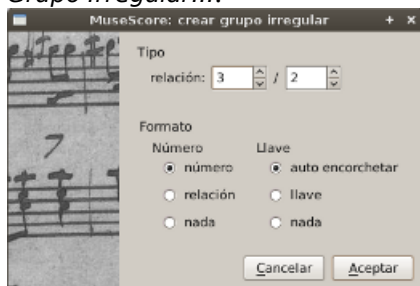 Grupo irregular...:
MuseScore: crear grupo irregular
Tipo
relación: 3 / 2
Formato
Número Llave
número auto encorchetar
relación llave
nada nada
Cancelar Aceptar
7